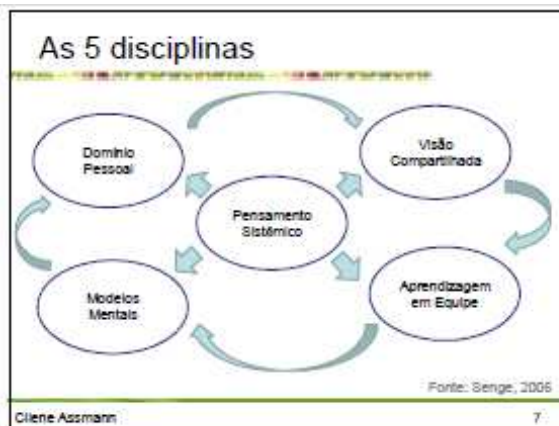 As 5 disciplinas
Domínio
Pessoal
Visão
Compartilhada
Pensamento
Sistêmico
Modelos
Mentais
Aprendizagem
em Equipe
Fonte: Senge, 2006
Cilene Assmann
7